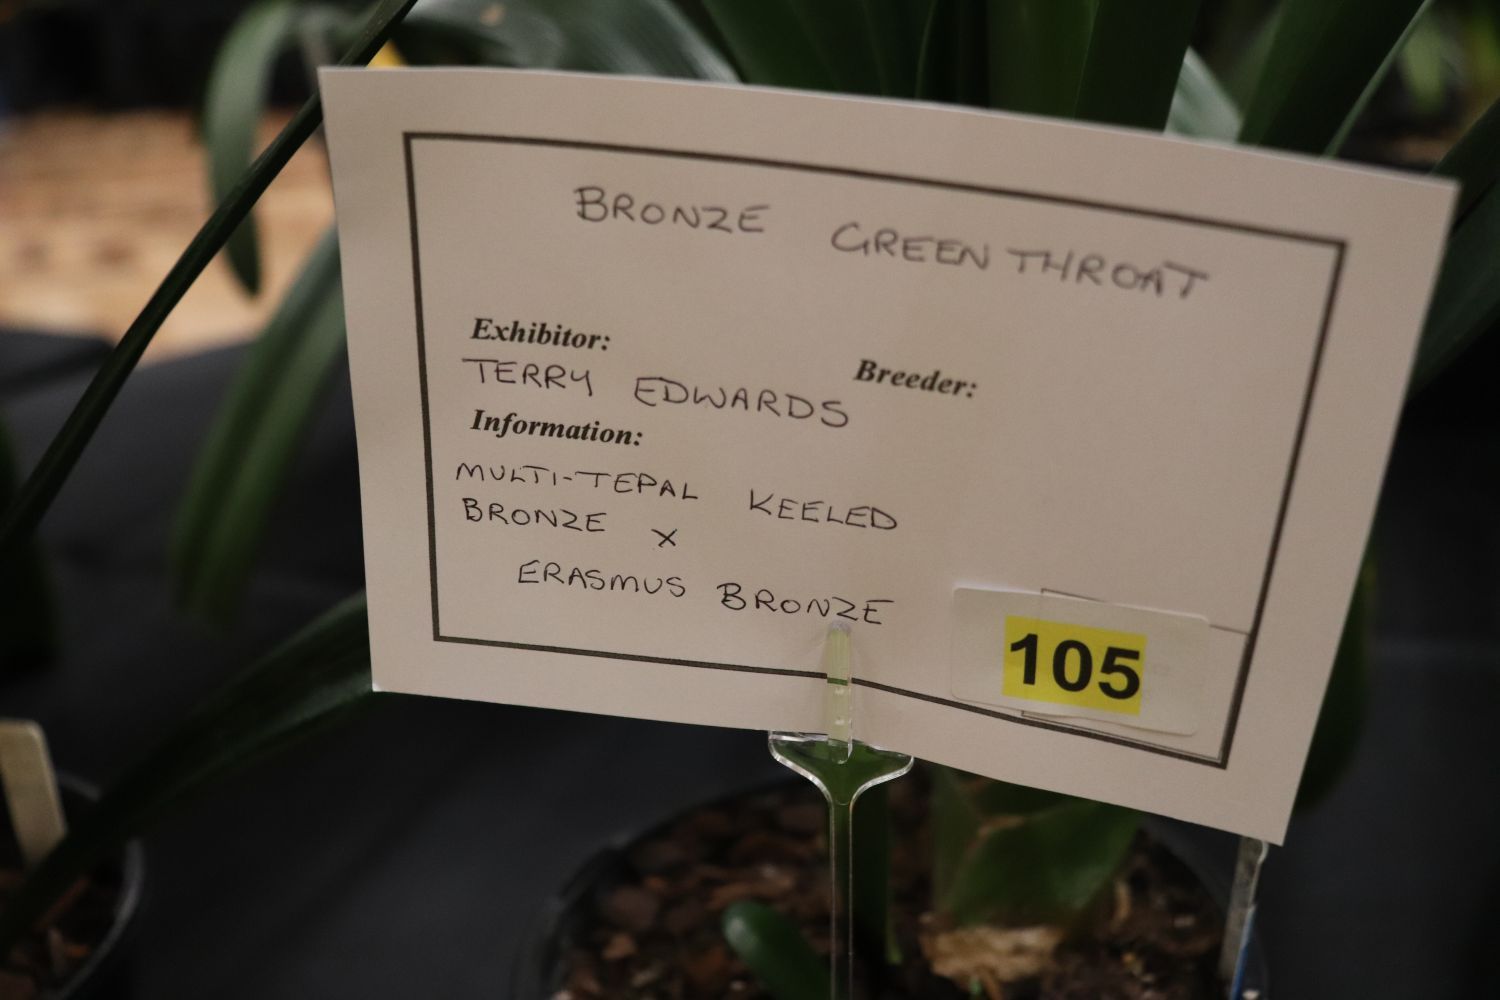 BRONZE GREEN THROAT
Exhibitor:
Breeder:
TERRY EDWARDS
Information:
MULTI-TEPAL KEELED
BRONZE X
ERASMUS BRONZE
105